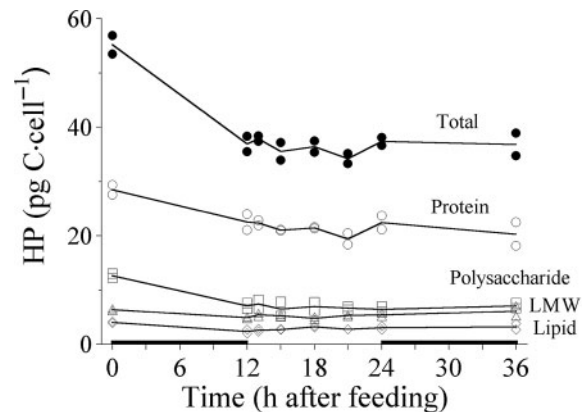 60
40
20
0
HP (pg C·cell⁻¹)
Total
Protein
Polysaccharide
LMW
Lipid
0 6 12 18 24 30 36
Time (h after feeding)